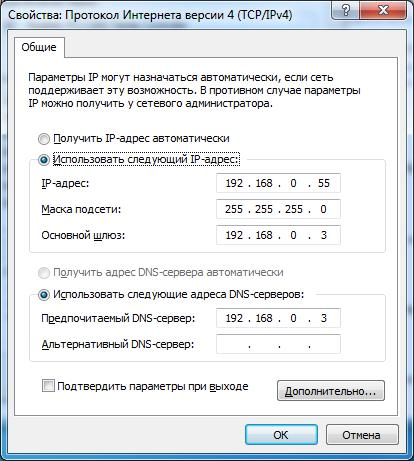 Свойства: Протокол Интернета версии 4 (TCP/IPv4)
Общие
Параметры IP могут назначаться автоматически, если сеть
поддерживает эту возможность. В противном случае параметры
IP можно получить у сетевого администратора.
Получить IP-адрес автоматически
Использовать следующий IP-адрес:
IP-адрес: 192 . 168 . 0 . 55
Маска подсети: 255 . 255 . 255 . 0
Основной шлюз: 192 . 168 . 0 . 3
Получить адрес DNS-сервера автоматически
Использовать следующие адреса DNS-серверов:
Предпочитаемый DNS-сервер: 192 . 168 . 0 . 3
Альтернативный DNS-сервер: . . .
Подтвердить параметры при выходе
Дополнительно...
ОК Отмена